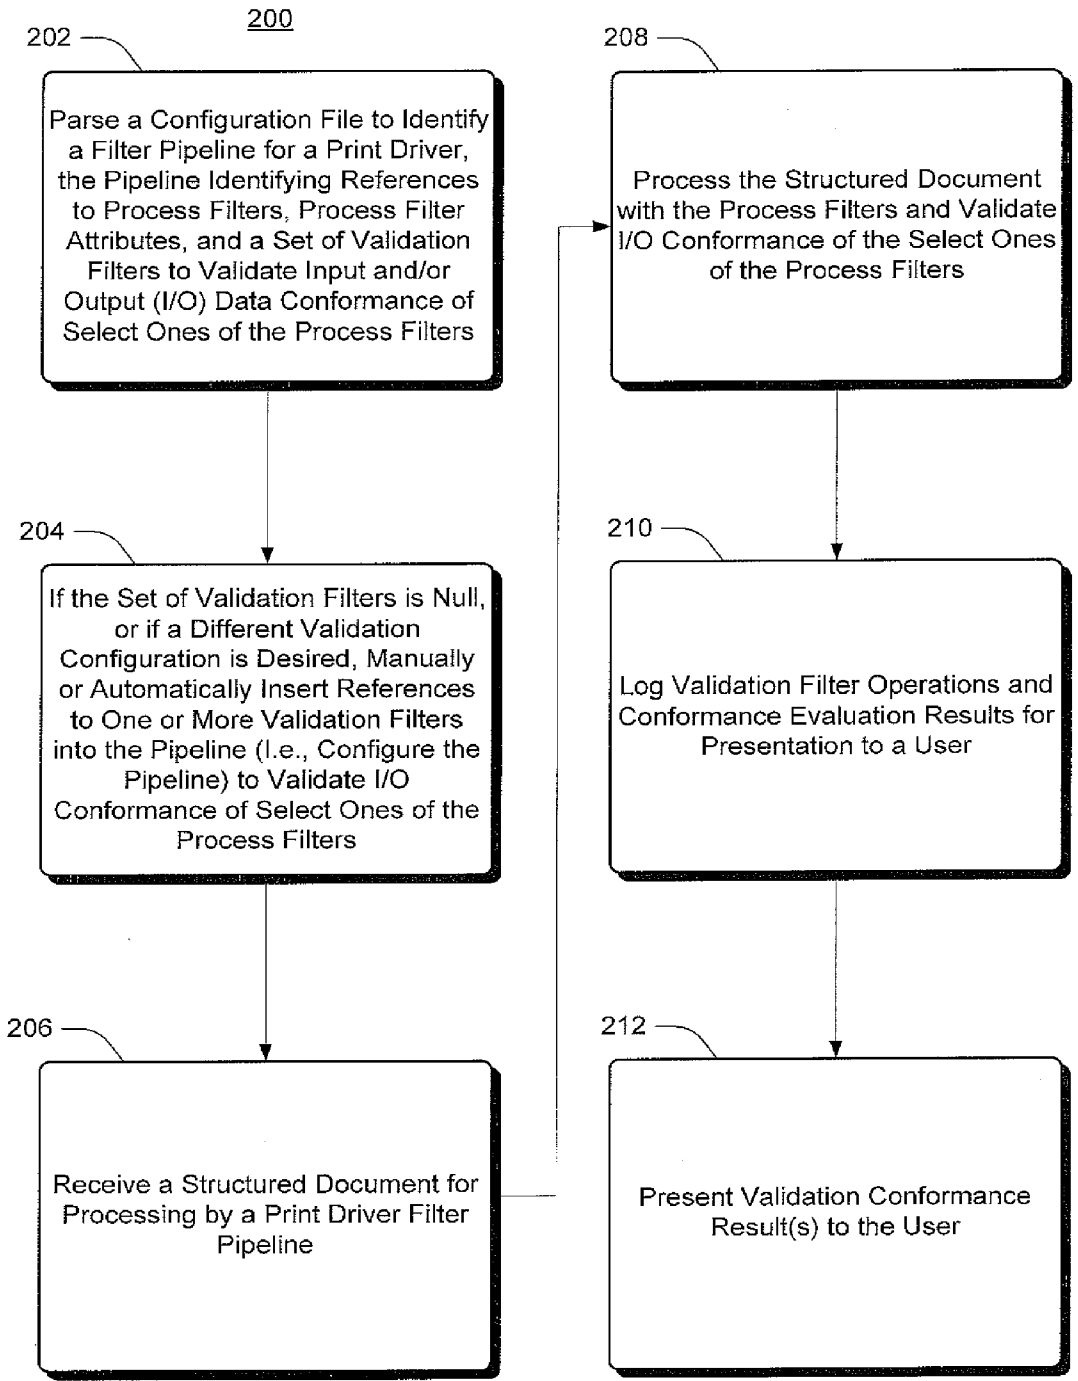 200
202
Parse a Configuration File to Identify
a Filter Pipeline for a Print Driver,
the Pipeline Identifying References
to Process Filters, Process Filter
Attributes, and a Set of Validation
Filters to Validate Input and/or
Output (I/O) Data Conformance of
Select Ones of the Process Filters
204
If the Set of Validation Filters is Null,
or if a Different Validation
Configuration is Desired, Manually
or Automatically Insert References
to One or More Validation Filters
into the Pipeline (I.e., Configure the
Pipeline) to Validate I/O
Conformance of Select Ones of the
Process Filters
206
Receive a Structured Document for
Processing by a Print Driver Filter
Pipeline
208
Process the Structured Document
with the Process Filters and Validate
I/O Conformance of the Select Ones
of the Process Filters
210
Log Validation Filter Operations and
Conformance Evaluation Results for
Presentation to a User
212
Present Validation Conformance
Result(s) to the User